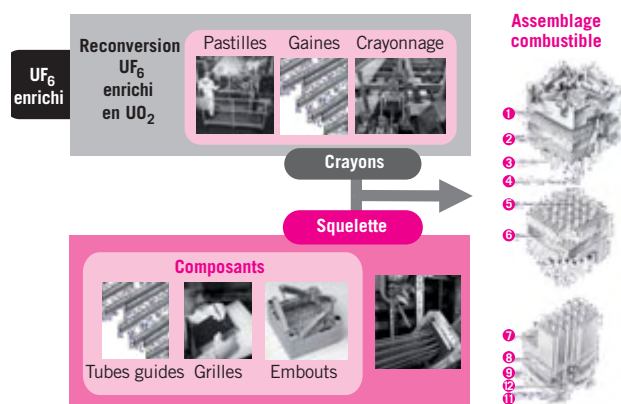 Assemblage
combustible
Reconversion
UF6
enrichi
en UO2
Pastilles Gaines Crayonnage
UF6
enrichi
Crayons
Squelette
Composants
Tubes guides Grilles Embouts
1
2
3
4
5
6
7
8
9
12
11